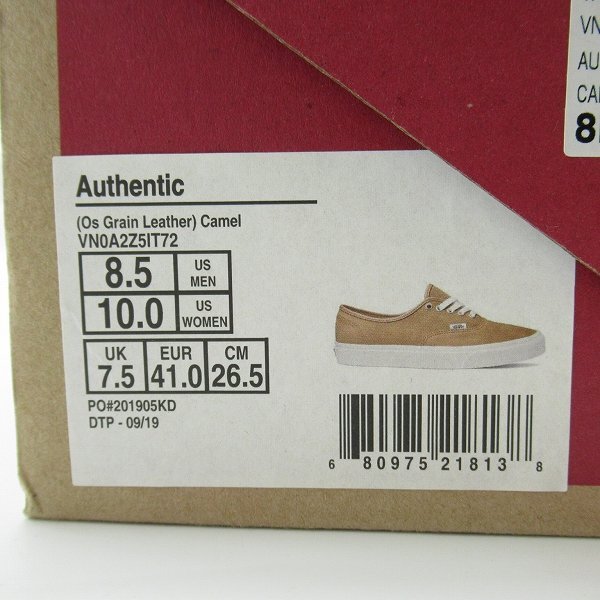 VN
AU
8
Authentic
(Os Grain Leather) Camel
VN0A2Z5IT72
8.5 US MEN
10.0 US WOMEN
UK EUR CM
7.5 41.0 26.5
PO#201905KD
DTP - 09/19
6 80975 21813 8